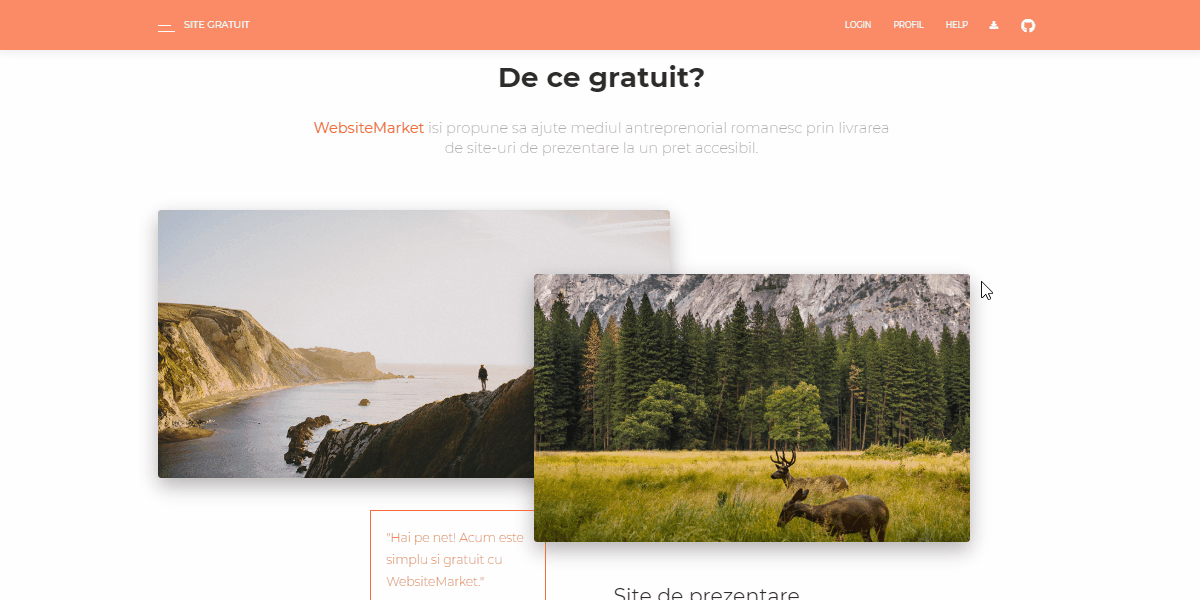 SITE GRATUIT
LOGIN
PROFIL
HELP
De ce gratuit?
WebsiteMarket isi propune sa ajute mediul antreprenorial romanesc prin livrarea
de site-uri de prezentare la un pret accesibil.
"Hai pe net! Acum este
simplu si gratuit cu
WebsiteMarket."
Site de prezentare